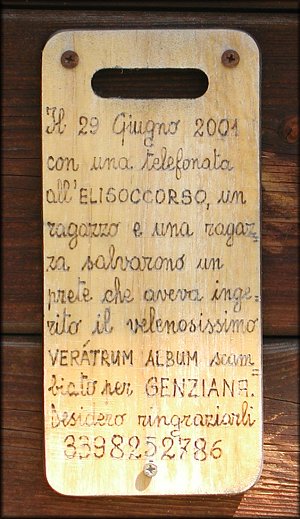 Il 29 Giugno 2001
con una telefonata
all'ELISOCCORSO, un
ragazzo e una ragaz=
za salvarono un
prete che aveva inge=
rito il velenosissimo
VERÁTRUM ALBUM scam=
biato per GENZIANA.
Desidero ringraziarli
3398252786